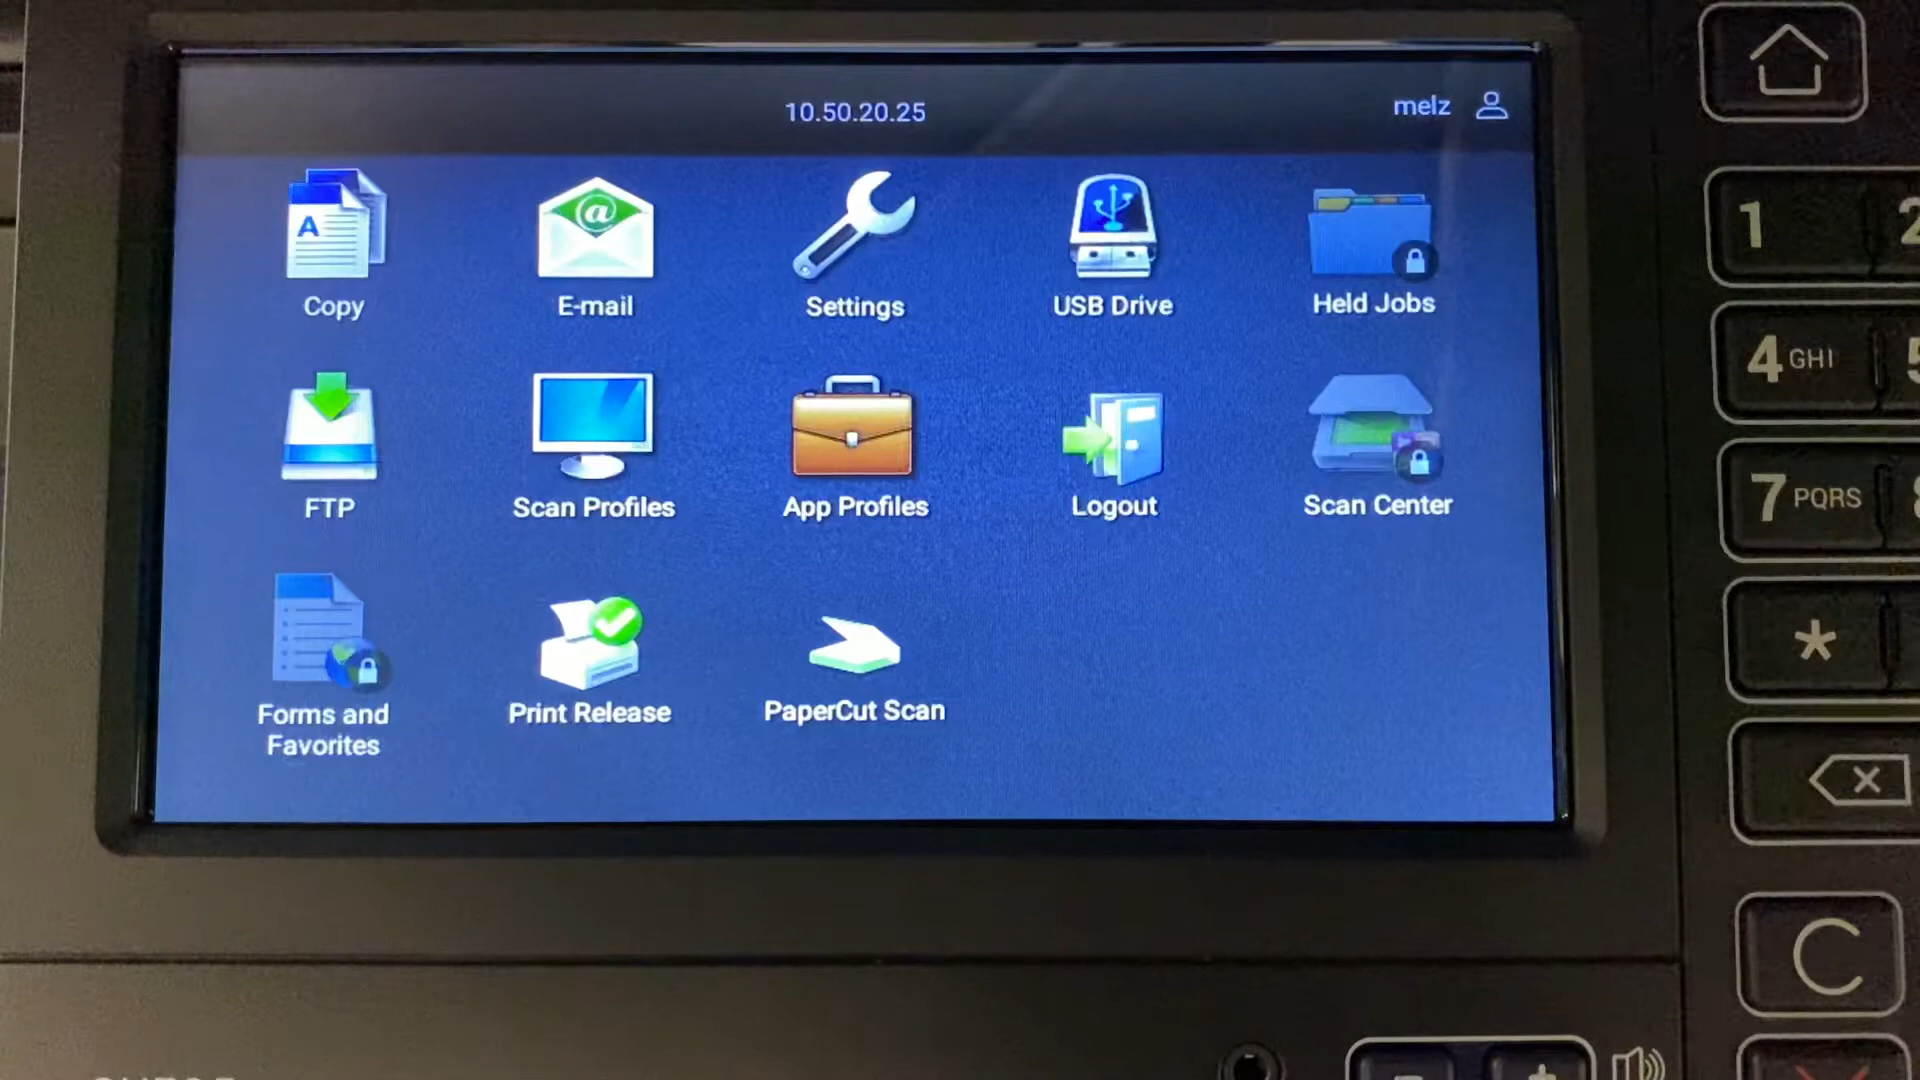 10.50.20.25
melz
Copy
E-mail
Settings
USB Drive
Held Jobs
FTP
Scan Profiles
App Profiles
Logout
Scan Center
Forms and
Favorites
Print Release
PaperCut Scan
1
2
4 GHI
5
7 PQRS
8
*
C